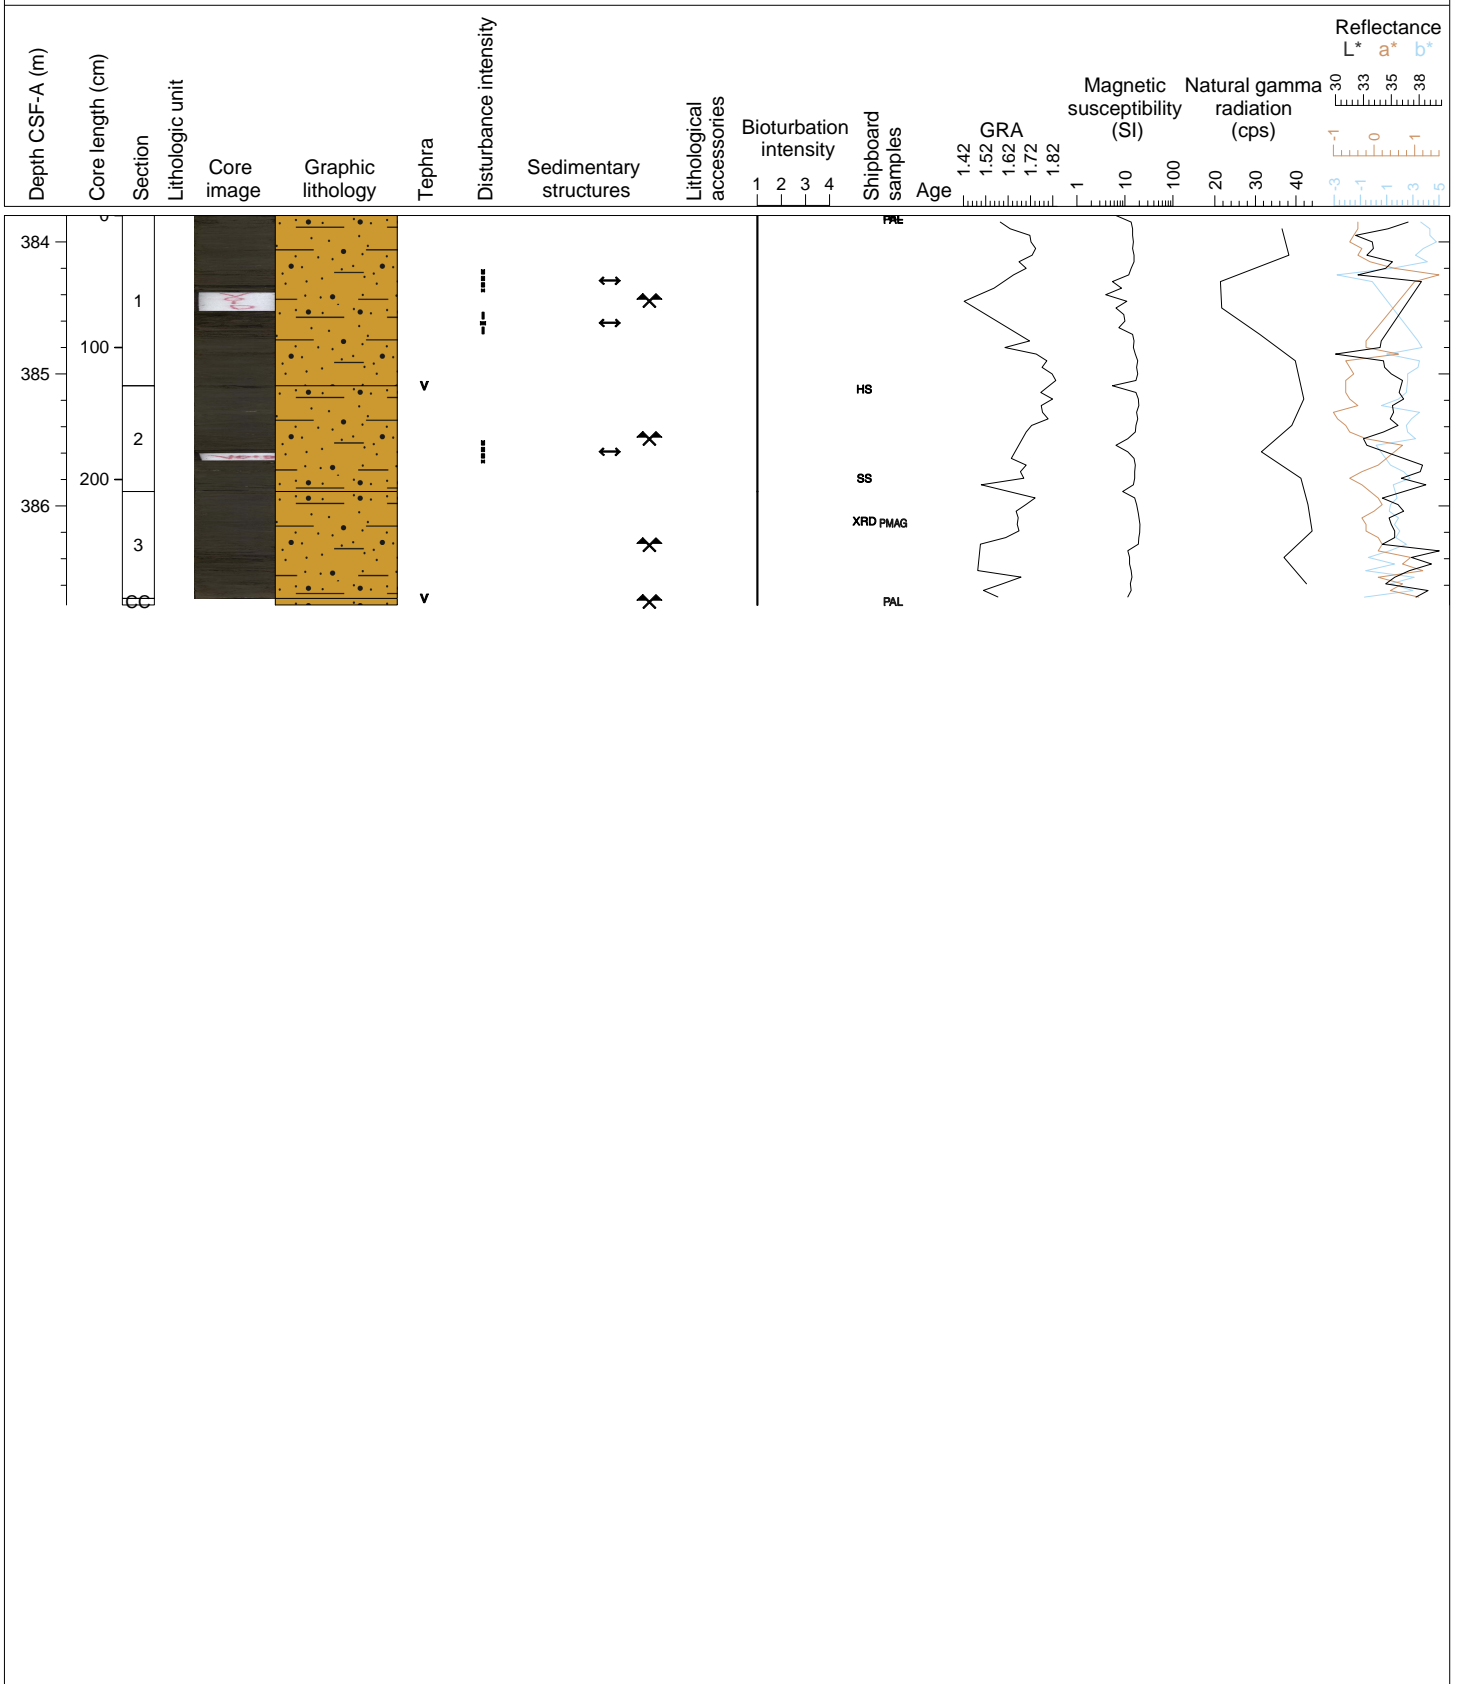 Depth CSF-A (m)
Core length (cm)
Section
Lithologic unit
Core
image
Graphic
lithology
Tephra
Disturbance intensity
Sedimentary
structures
Lithological
accessories
Bioturbation
intensity
1 2 3 4
Shipboard
samples
Age
GRA
1.42 1.52 1.62 1.72 1.82
Magnetic
susceptibility
(SI)
1 10 100
Natural gamma
radiation
(cps)
20 30 40
Reflectance
L* a* b*
30 33 35 38
-1 0 1
-3 -1 1 3 5
0
PAL
384
1
100
385
V
HS
2
200
SS
386
XRD PMAG
3
CC
V
PAL